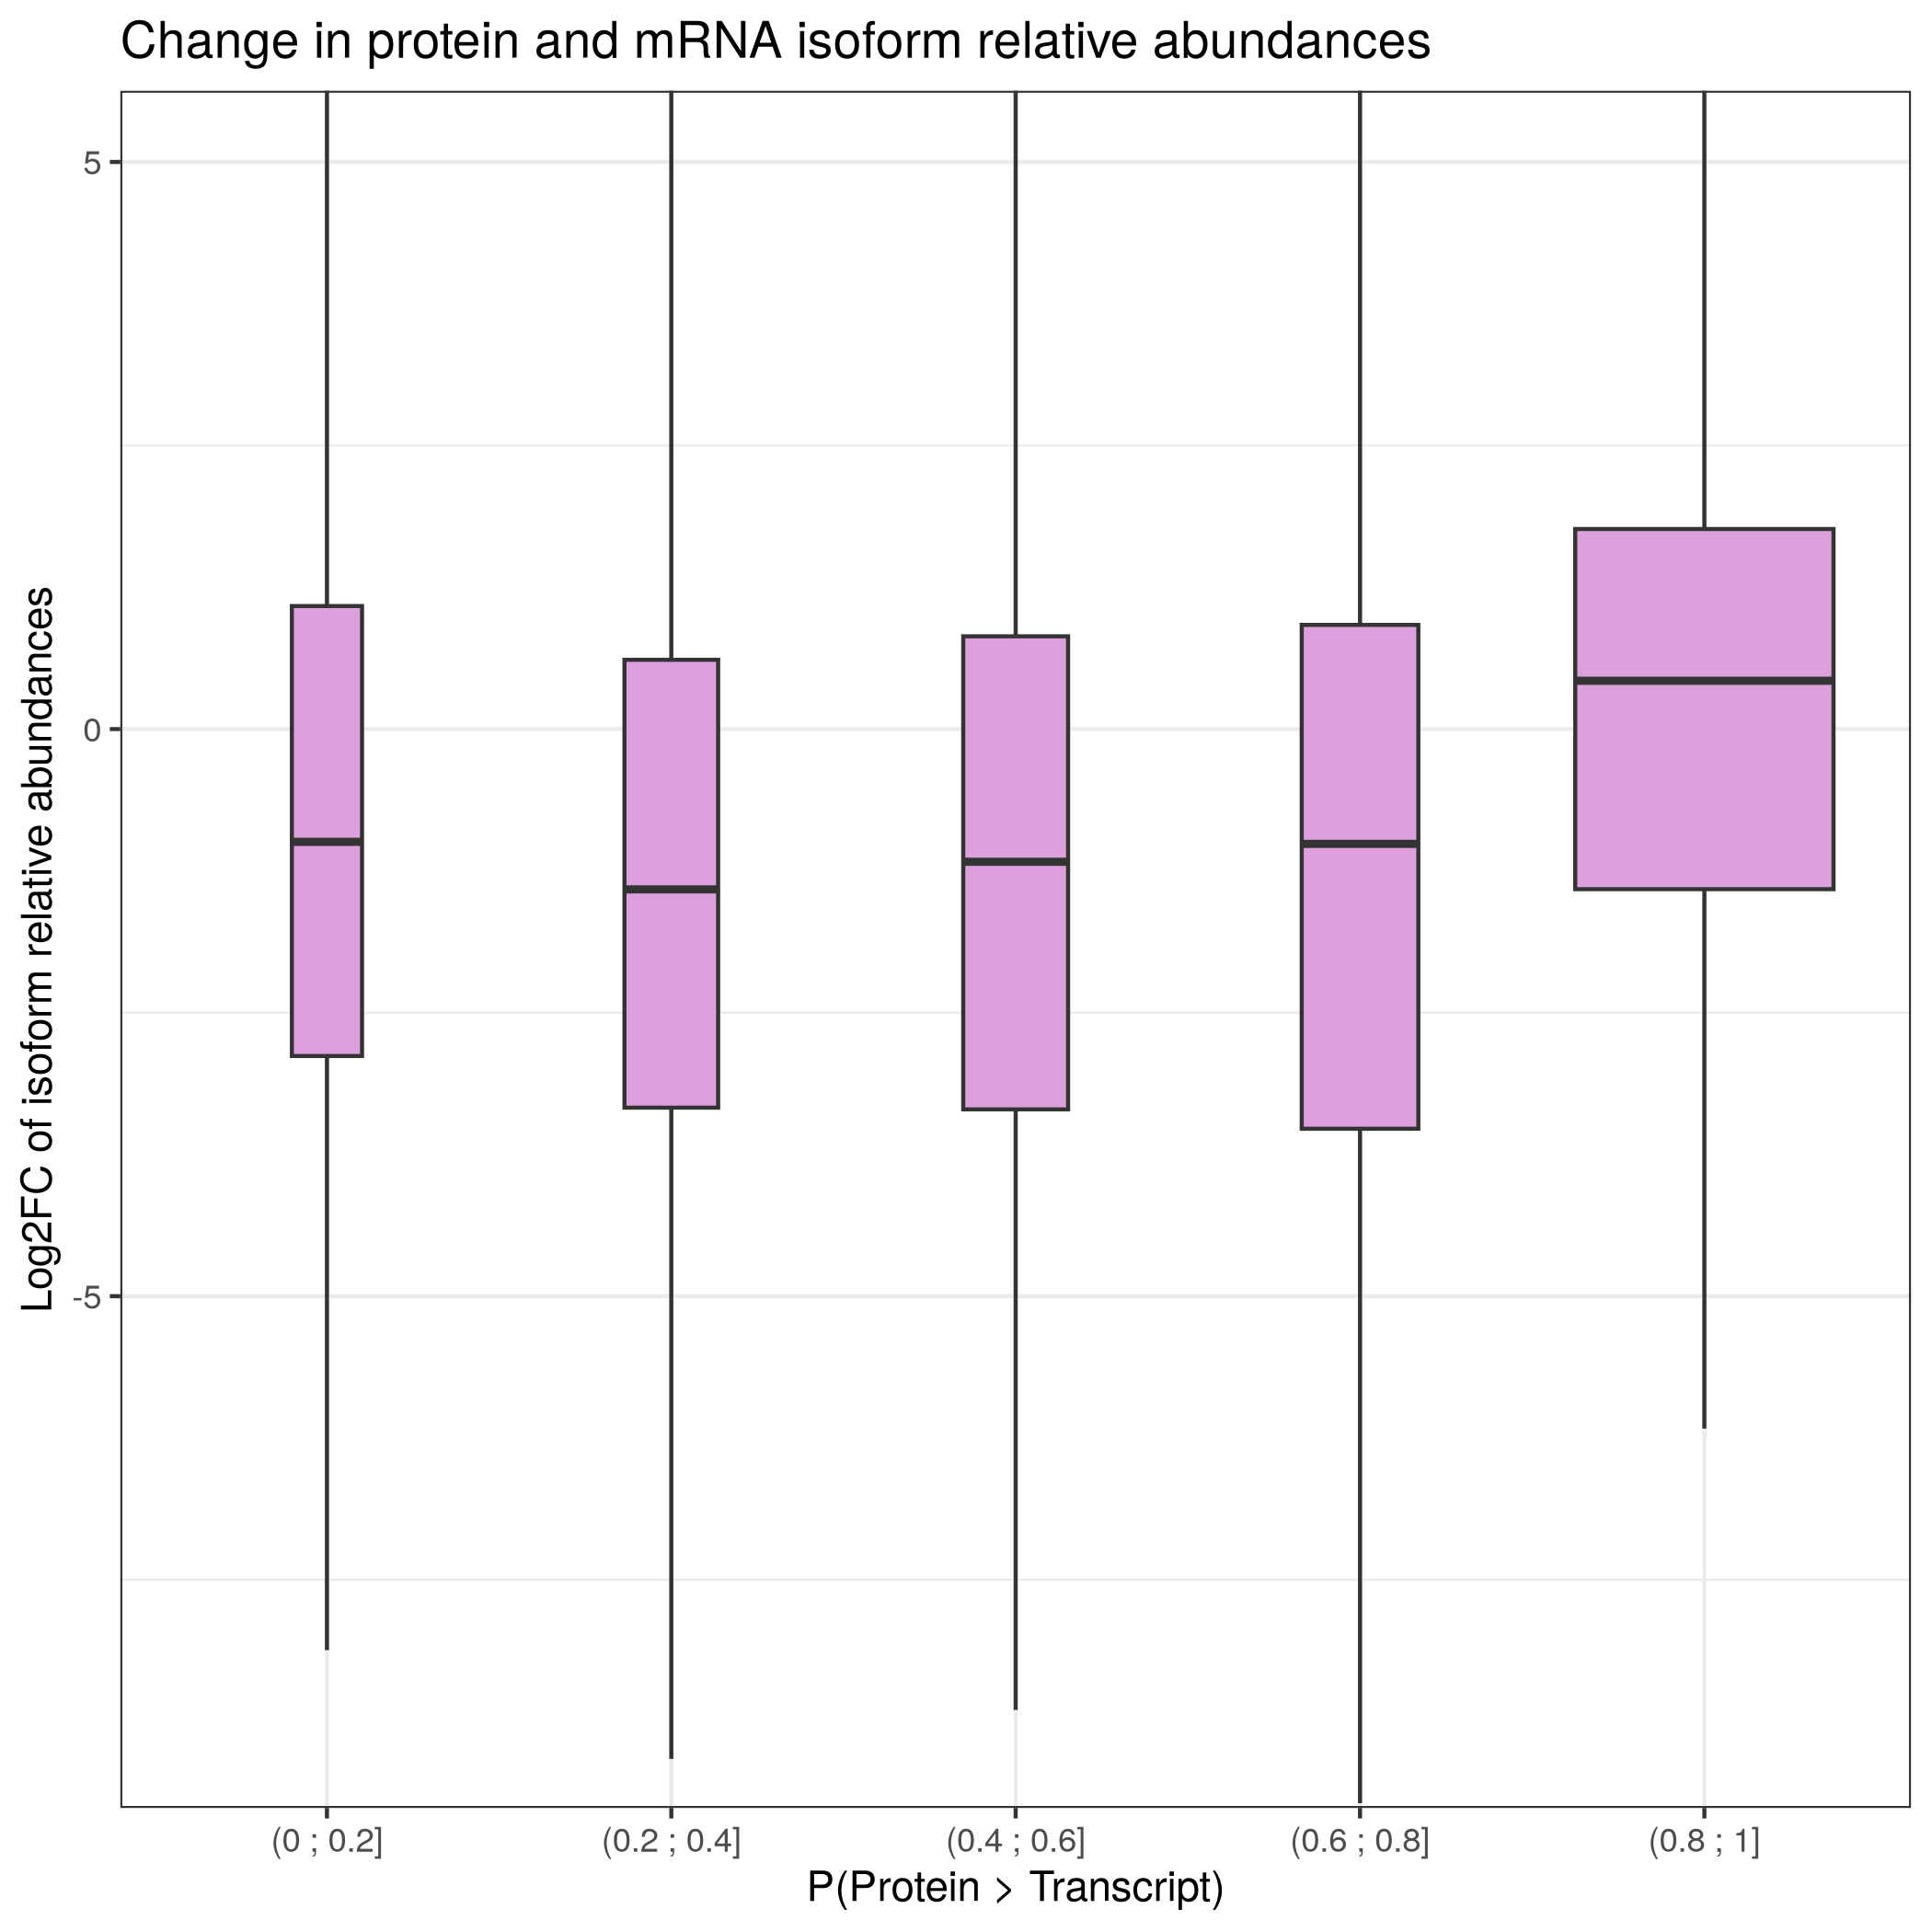 Change in protein and mRNA isoform relative abundances
Log2FC of isoform relative abundances
5
0
-5
(0 ; 0.2]
(0.2 ; 0.4]
(0.4 ; 0.6]
(0.6 ; 0.8]
(0.8 ; 1]
P(Protein > Transcript)